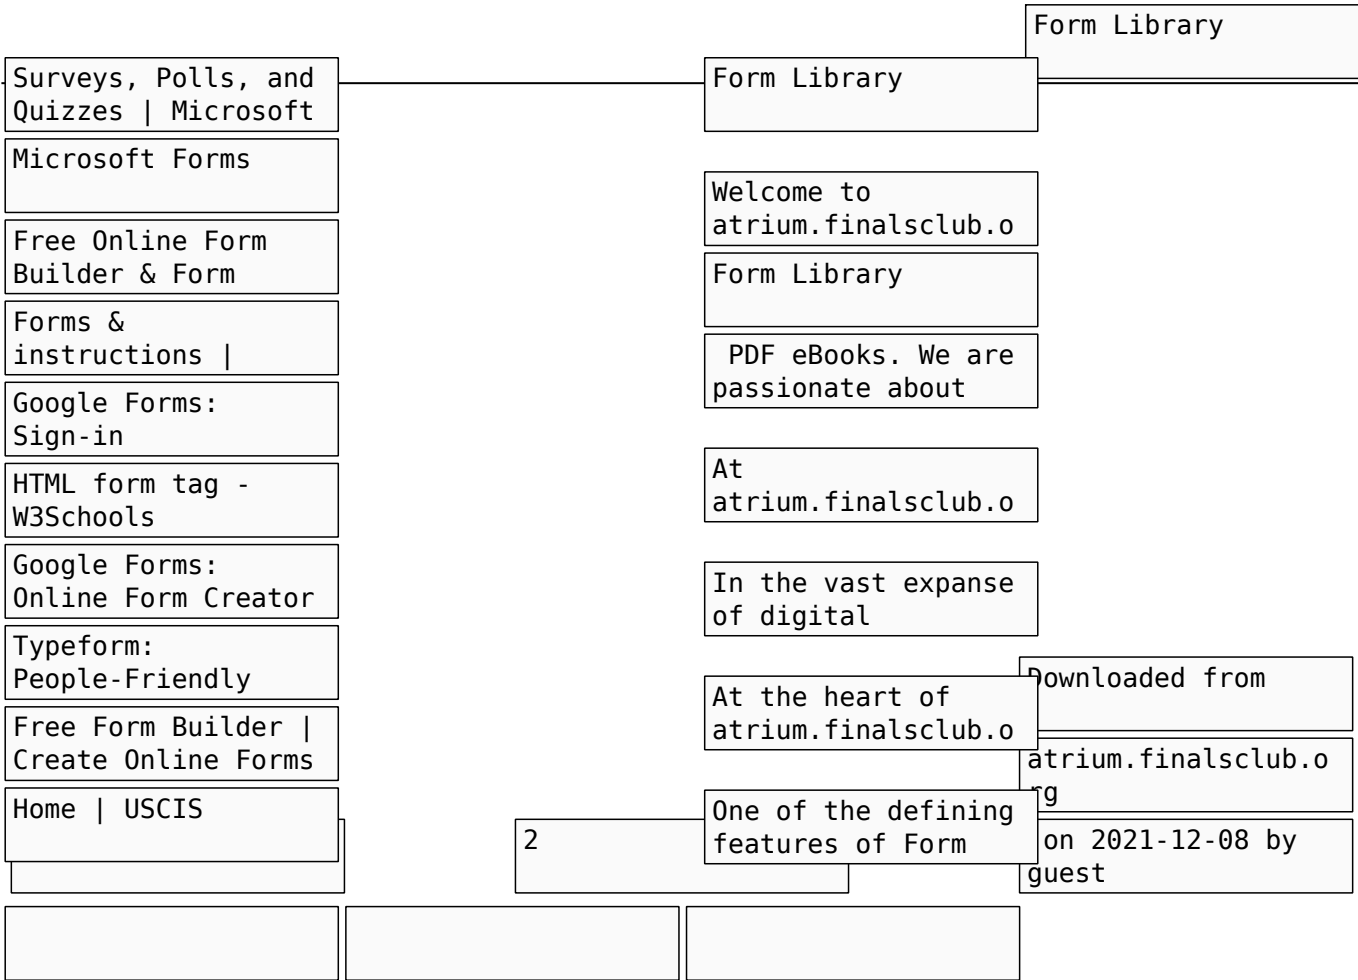 Form Library
Surveys, Polls, and
Quizzes | Microsoft
Microsoft Forms
Free Online Form
Builder & Form
Forms &
instructions |
Google Forms:
Sign-in
HTML form tag -
W3Schools
Google Forms:
Online Form Creator
Typeform:
People-Friendly
Free Form Builder |
Create Online Forms
Home | USCIS
2
Form Library
Welcome to
atrium.finalsclub.o
Form Library
PDF eBooks. We are
passionate about
At
atrium.finalsclub.o
In the vast expanse
of digital
At the heart of
atrium.finalsclub.o
One of the defining
features of Form
Downloaded from
atrium.finalsclub.o
rg
on 2021-12-08 by
guest